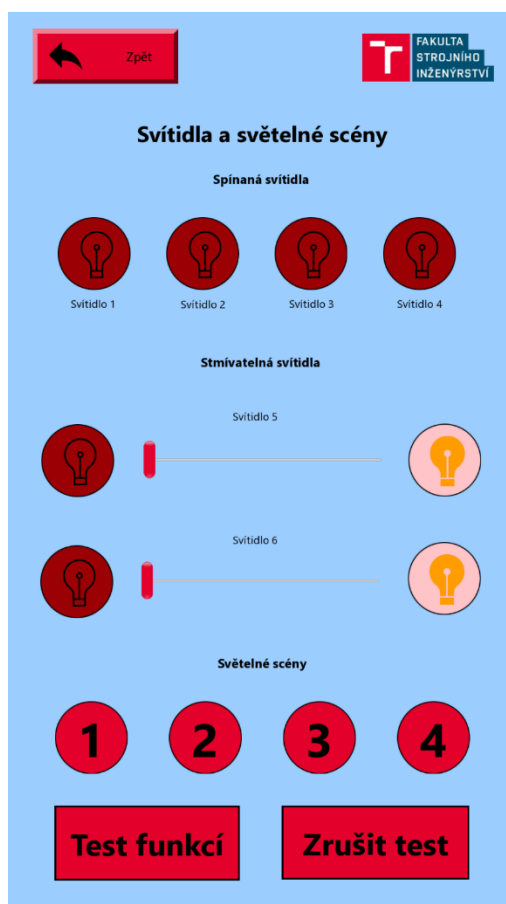 Zpět
FAKULTA
STROJNÍHO
INŽENÝRSTVÍ
Svítidla a světelné scény
Spínaná svítidla
Svítidlo 1 Svítidlo 2 Svítidlo 3 Svítidlo 4
Stmívatelná svítidla
Svítidlo 5
Svítidlo 6
Světelné scény
1 2 3 4
Test funkcí Zrušit test